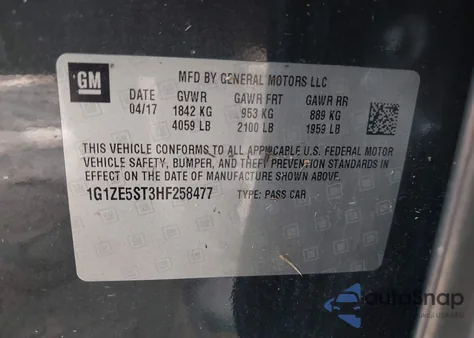 GM
MFD BY GENERAL MOTORS LLC
DATE GVWR GAWR FRT GAWR RR
04/17 1842 KG 953 KG 889 KG
4059 LB 2100 LB 1953 LB
THIS VEHICLE CONFORMS TO ALL APPLICABLE U.S. FEDERAL MOTOR
VEHICLE SAFETY, BUMPER, AND THEFT PREVENTION STANDARDS IN
EFFECT ON THE DATE OF MANUFACTURE SHOWN ABOVE.
1G1ZE5ST3HF258477 TYPE: PASS CAR
autoSnap